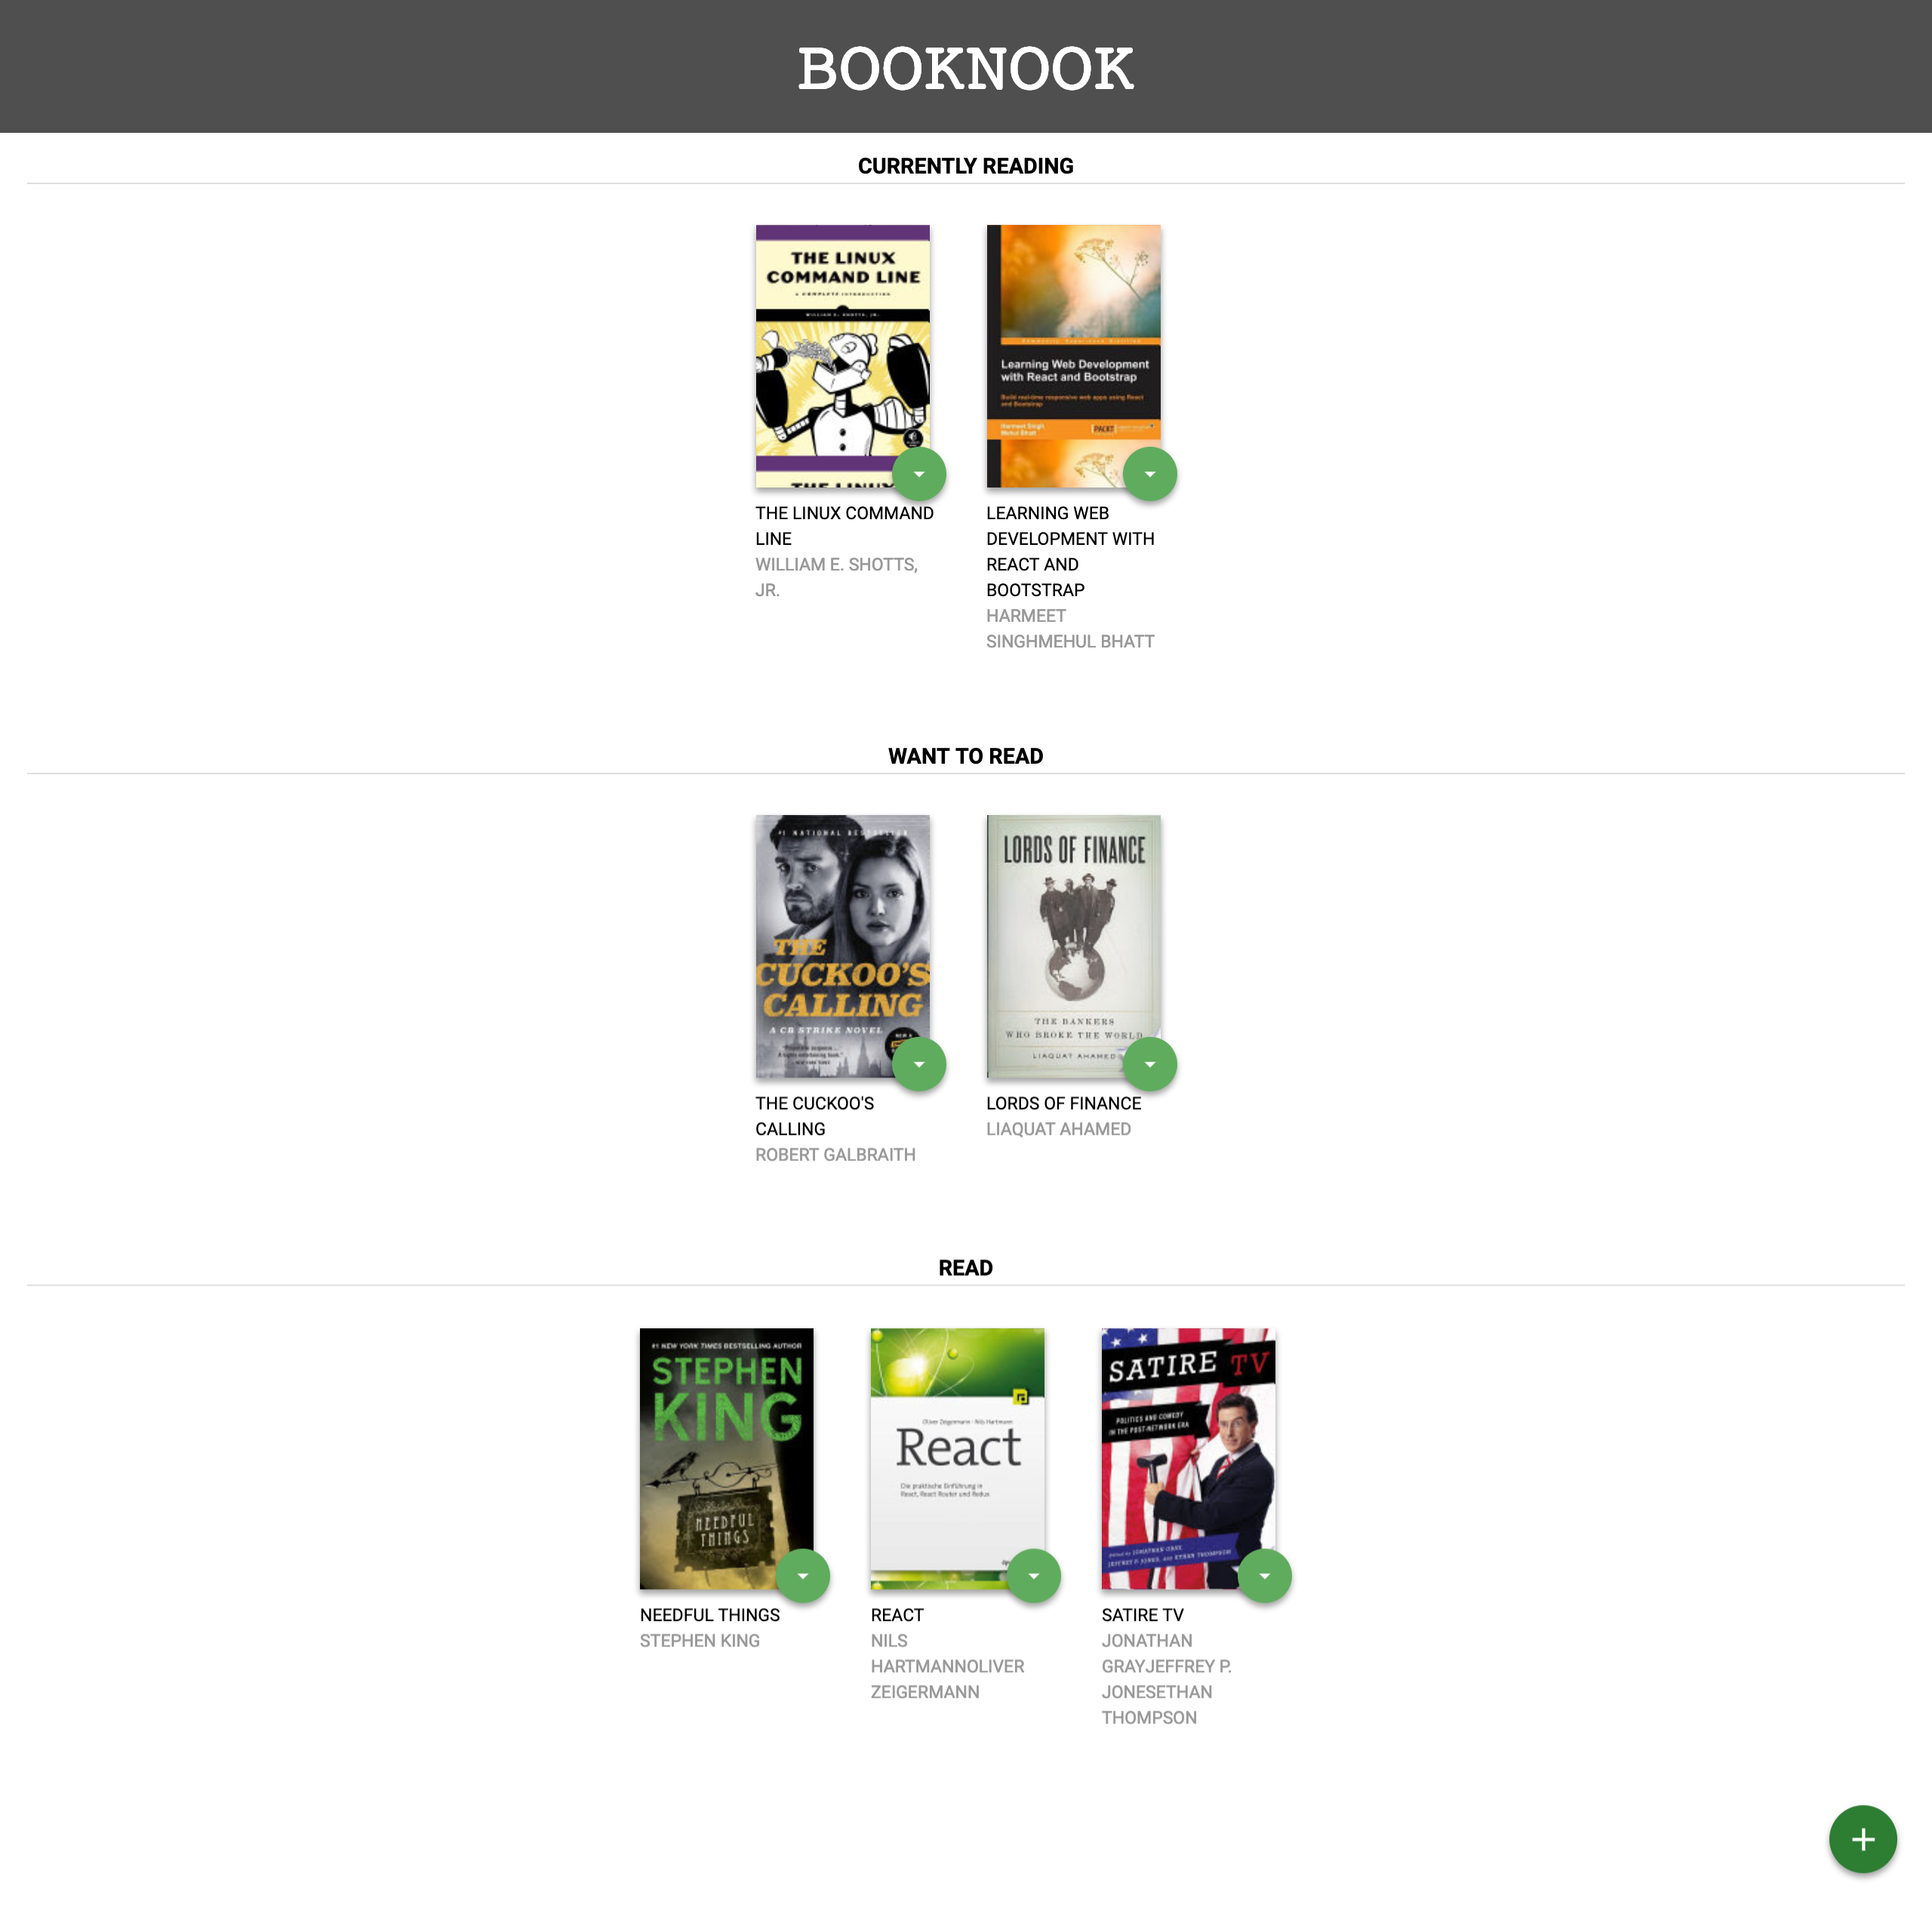 BOOKNOOK
CURRENTLY READING
THE LINUX
COMMAND LINE
A COMPLETE INTRODUCTION
WILLIAM E. SHOTTS, JR.
THE LINUX
THE LINUX COMMAND
LINE
WILLIAM E. SHOTTS,
JR.
Community Experience Distilled
Learning Web Development
with React and Bootstrap
Build real-time responsive web apps using React
and Bootstrap
Harmeet Singh
Mehul Bhatt
PACKT
LEARNING WEB
DEVELOPMENT WITH
REACT AND
BOOTSTRAP
HARMEET
SINGHMEHUL BHATT
WANT TO READ
#1 NATIONAL BESTSELLER
THE
CUCKOO'S
CALLING
A CB STRIKE NOVEL
THE CUCKOO'S
CALLING
ROBERT GALBRAITH
LORDS OF FINANCE
THE BANKERS
WHO BROKE THE WORLD
LIAQUAT AHAMED
LORDS OF FINANCE
LIAQUAT AHAMED
READ
#1 NEW YORK TIMES BESTSELLING AUTHOR
STEPHEN
KING
NEEDFUL
THINGS
NEEDFUL THINGS
STEPHEN KING
Oliver Zeigermann · Nils Hartmann
React
Die praktische Einführung in
React, React Router und Redux
REACT
NILS
HARTMANNOLIVER
ZEIGERMANN
SATIRE TV
POLITICS AND COMEDY
IN THE POST-NETWORK ERA
Edited by JONATHAN GRAY,
JEFFREY P. JONES, and ETHAN THOMPSON
SATIRE TV
JONATHAN
GRAYJEFFREY P.
JONESETHAN
THOMPSON